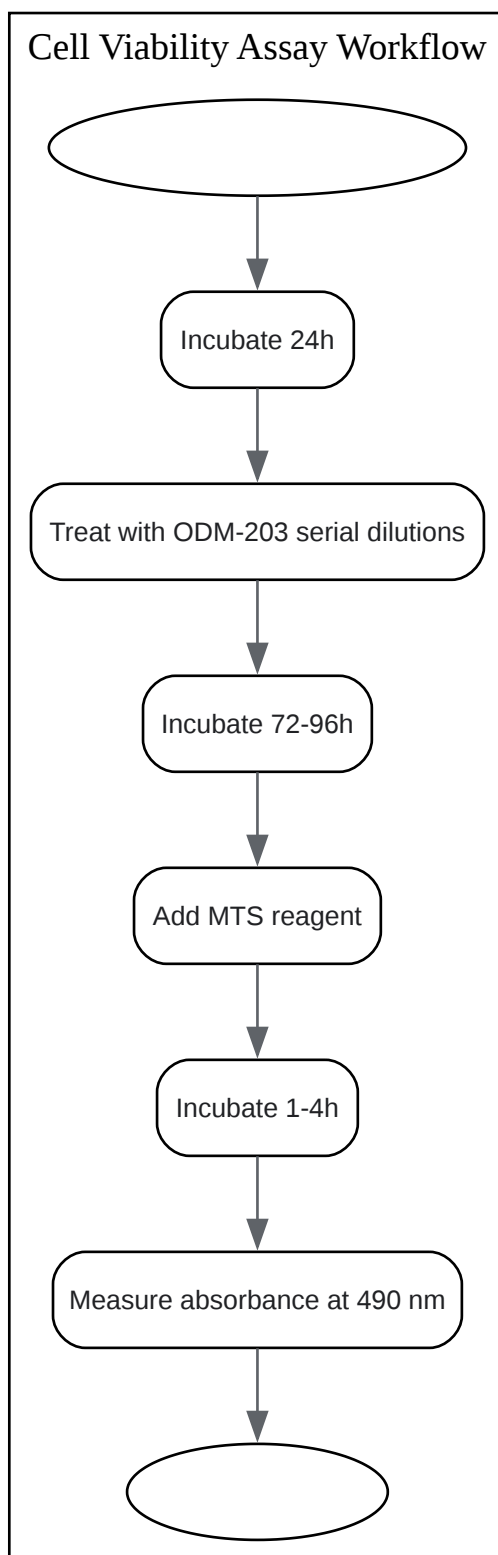 Cell Viability Assay Workflow
Incubate 24h
Treat with ODM-203 serial dilutions
Incubate 72-96h
Add MTS reagent
Incubate 1-4h
Measure absorbance at 490 nm